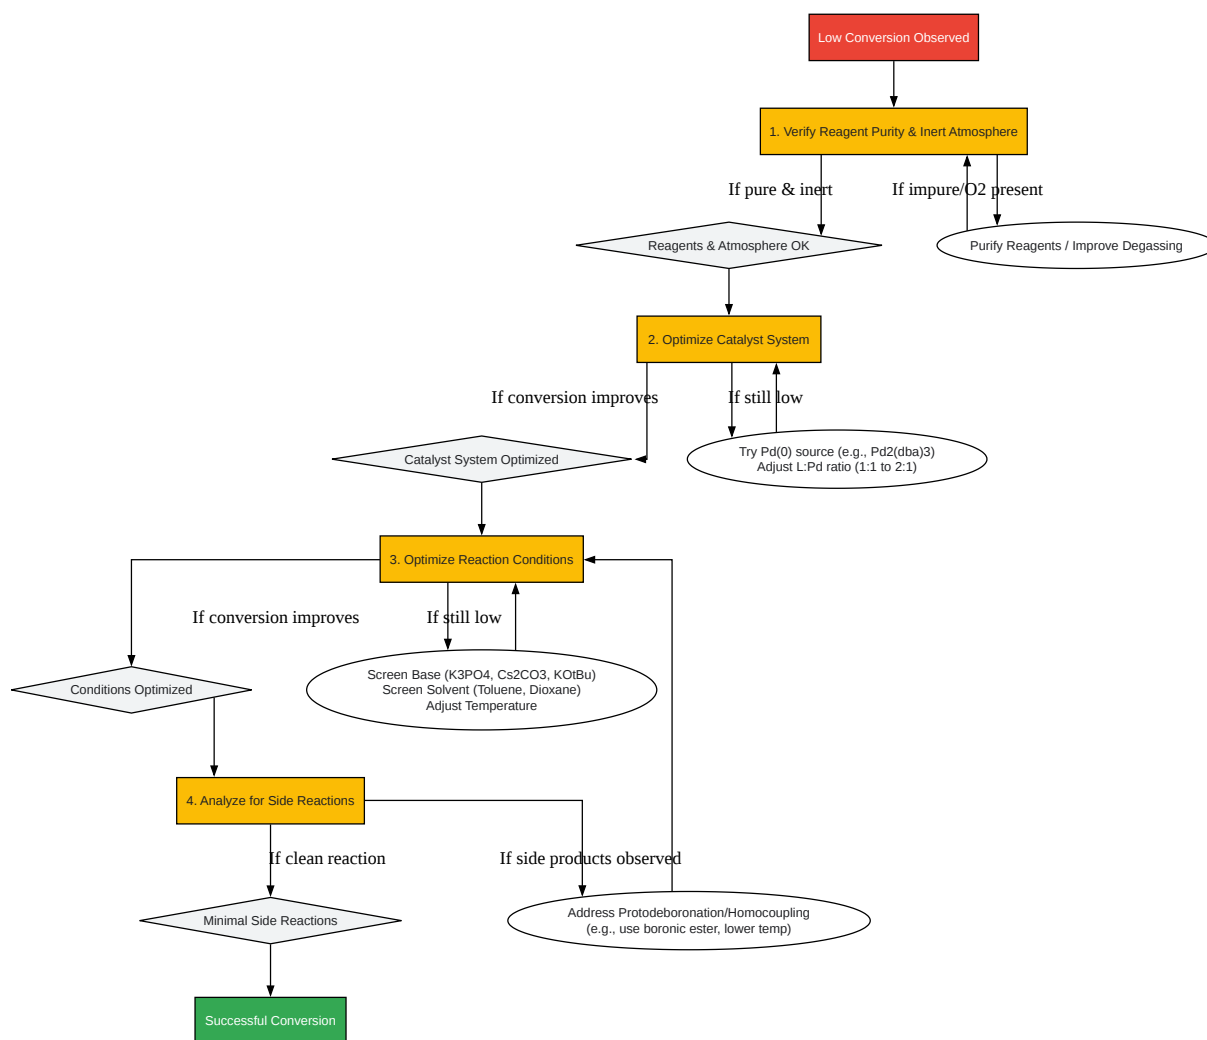 Low Conversion Observed
1. Verify Reagent Purity & Inert Atmosphere
If pure & inert
If impure/O2 present
Reagents & Atmosphere OK
Purify Reagents / Improve Degassing
2. Optimize Catalyst System
If conversion improves
If still low
Catalyst System Optimized
Try Pd(0) source (e.g., Pd2(dba)3)
Adjust L:Pd ratio (1:1 to 2:1)
3. Optimize Reaction Conditions
If conversion improves
If still low
Conditions Optimized
Screen Base (K3PO4, Cs2CO3, KOtBu)
Screen Solvent (Toluene, Dioxane)
Adjust Temperature
4. Analyze for Side Reactions
If clean reaction
If side products observed
Minimal Side Reactions
Address Protodeboronation/Homocoupling
(e.g., use boronic ester, lower temp)
Successful Conversion